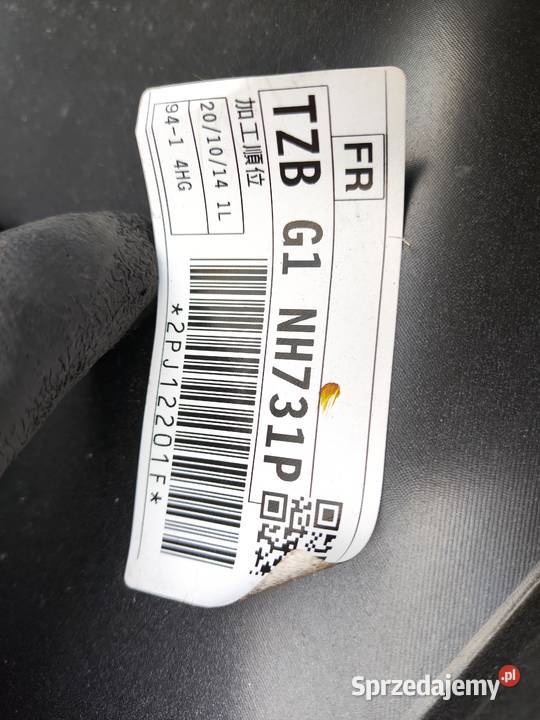 FR
TZB G1 NH731P
加工順位
20/10/14 1L
94-1 4HG
*2PJ12201F*
Sprzedajemy.pl